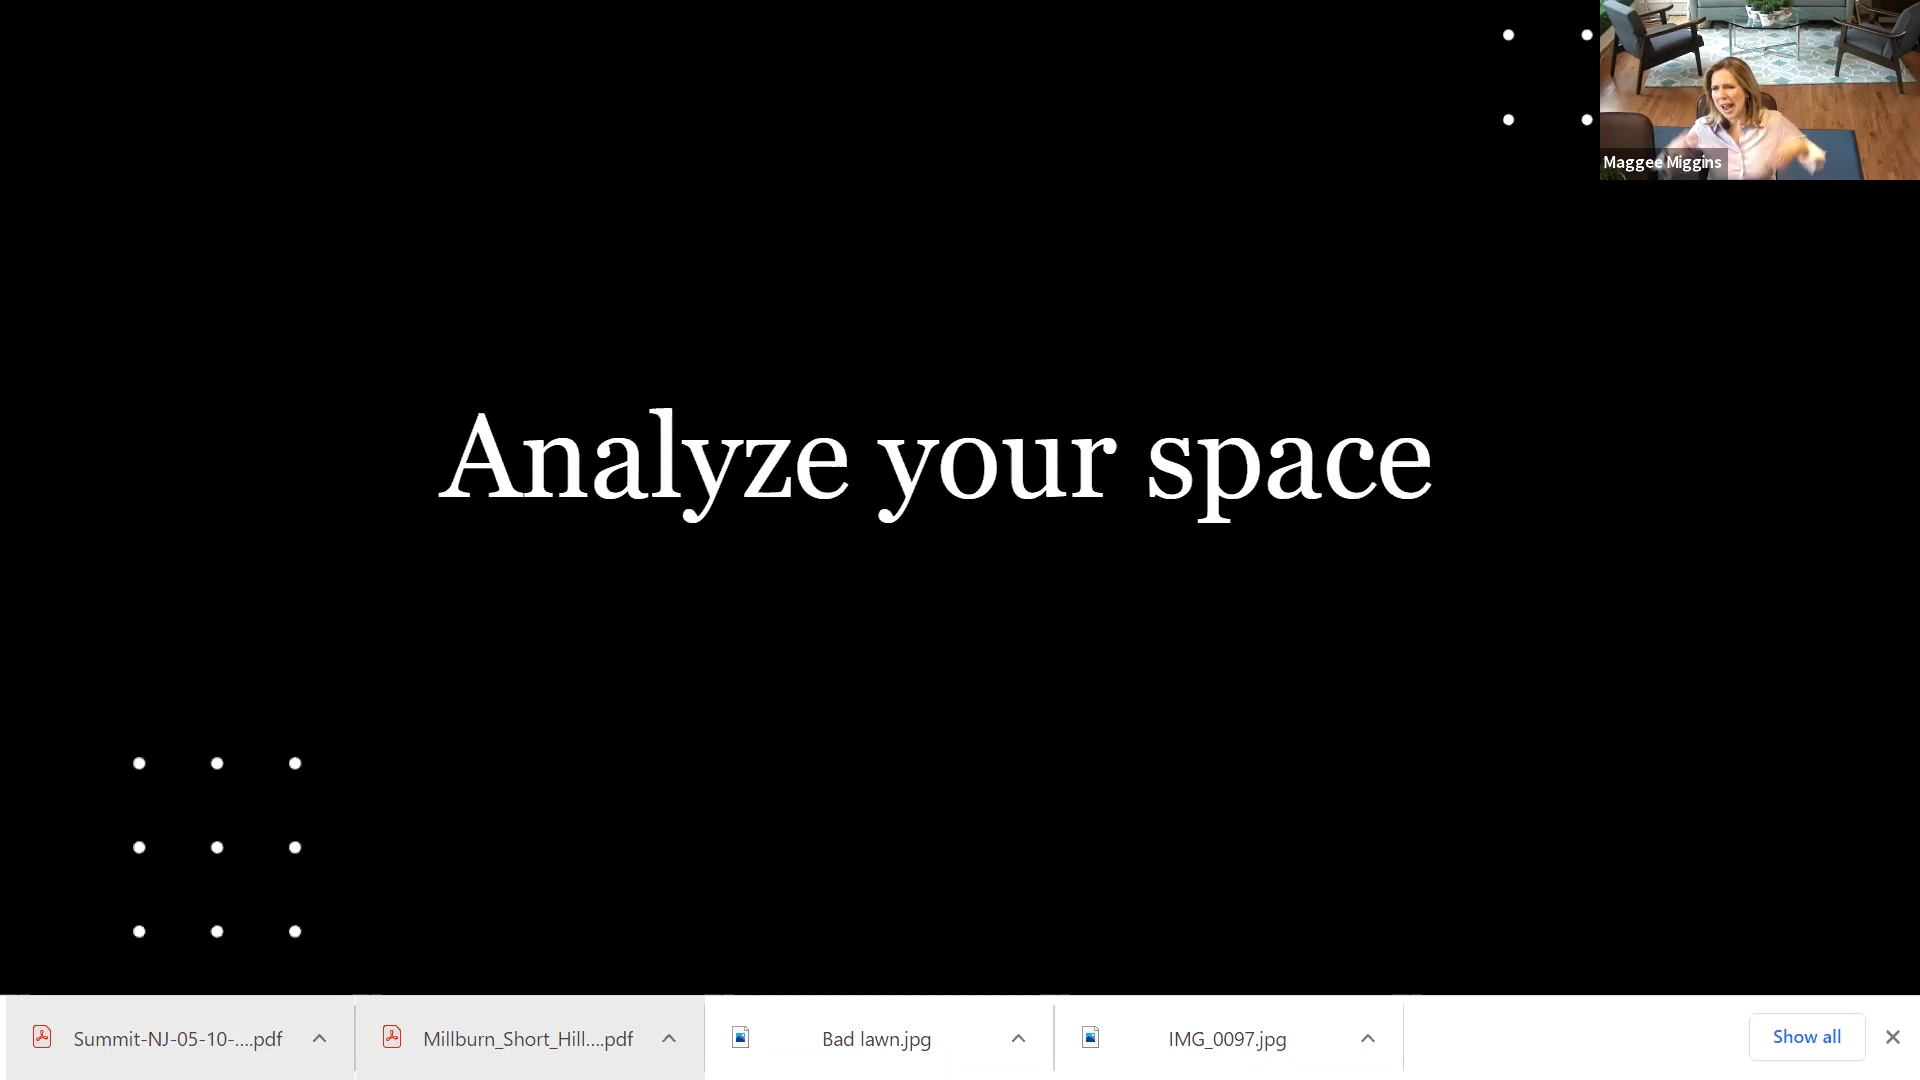 Maggee Miggins
Analyze your space
Summit-NJ-05-10-....pdf
Millburn_Short_Hill....pdf
Bad lawn.jpg
IMG_0097.jpg
Show all